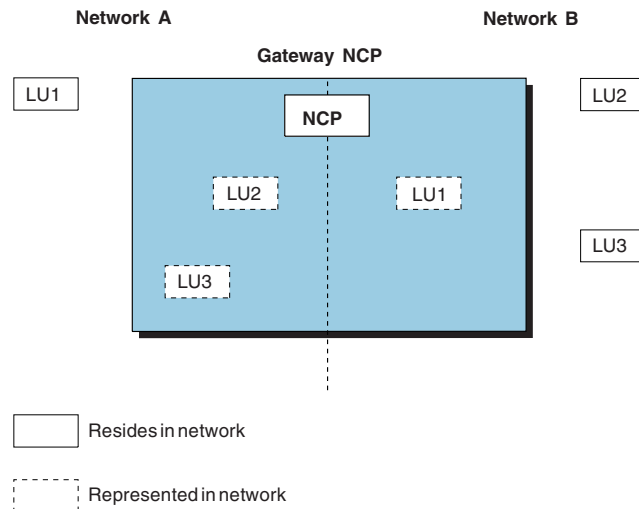 Network A
Network B
Gateway NCP
LU1
LU2
NCP
LU2
LU1
LU3
LU3
Resides in network
Represented in network